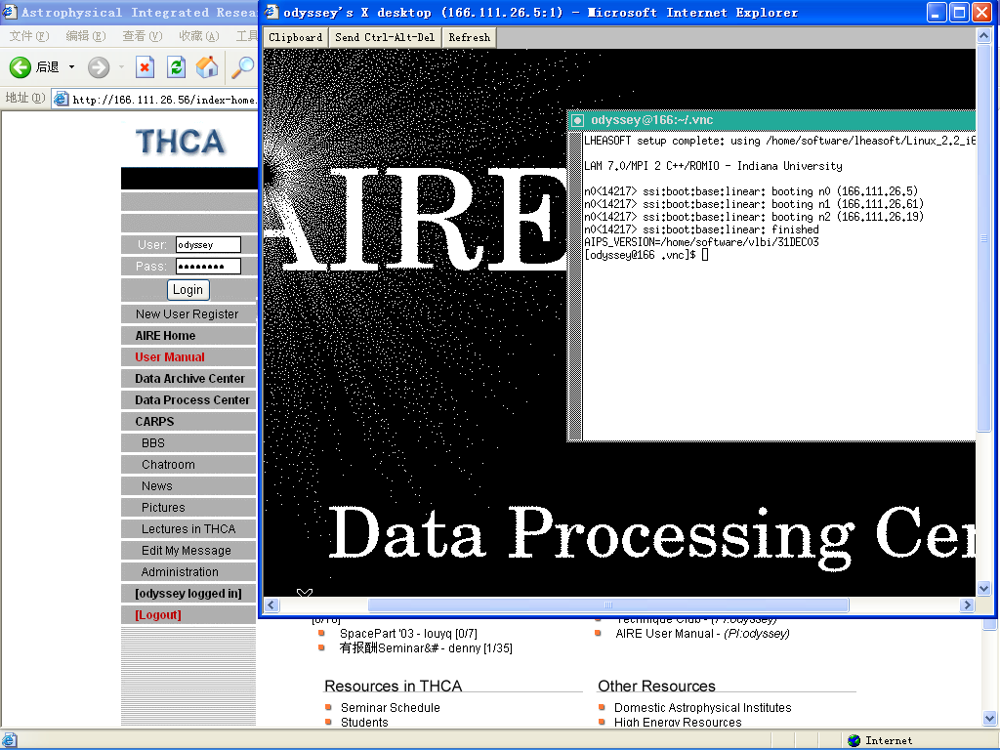 Astrophysical Integrated Resea
odyssey's X desktop (166.111.26.5:1) - Microsoft Internet Explorer
文件(F) 编辑(E) 查看(V) 收藏(A) 工具
Clipboard Send Ctrl-Alt-Del Refresh
后退
地址(D) http://166.111.26.56/index-home.
THCA
User: odyssey
Pass: ●●●●●●●●
Login
New User Register
AIRE Home
User Manual
Data Archive Center
Data Process Center
CARPS
BBS
Chatroom
News
Pictures
Lectures in THCA
Edit My Message
Administration
[odyssey logged in]
[Logout]
AIRE
odyssey@166:~/.vnc
LHEASOFT setup complete: using /home/software/lheasoft/Linux_2.2_i6
LAM 7.0/MPI 2 C++/ROMIO - Indiana University
n0<14217> ssi:boot:base:linear: booting n0 (166.111.26.5)
n0<14217> ssi:boot:base:linear: booting n1 (166.111.26.61)
n0<14217> ssi:boot:base:linear: booting n2 (166.111.26.19)
n0<14217> ssi:boot:base:linear: finished
AIPS_VERSION=/home/software/vlbi/31DEC03
[odyssey@166 .vnc]$
Data Processing Cen
[0/10]
SpacePart '03 - louyq [0/7]
有报酬Seminar&# - denny [1/35]
Technique Club - (PI:odyssey)
AIRE User Manual - (PI:odyssey)
Resources in THCA
Seminar Schedule
Students
Other Resources
Domestic Astrophysical Institutes
High Energy Resources
Internet